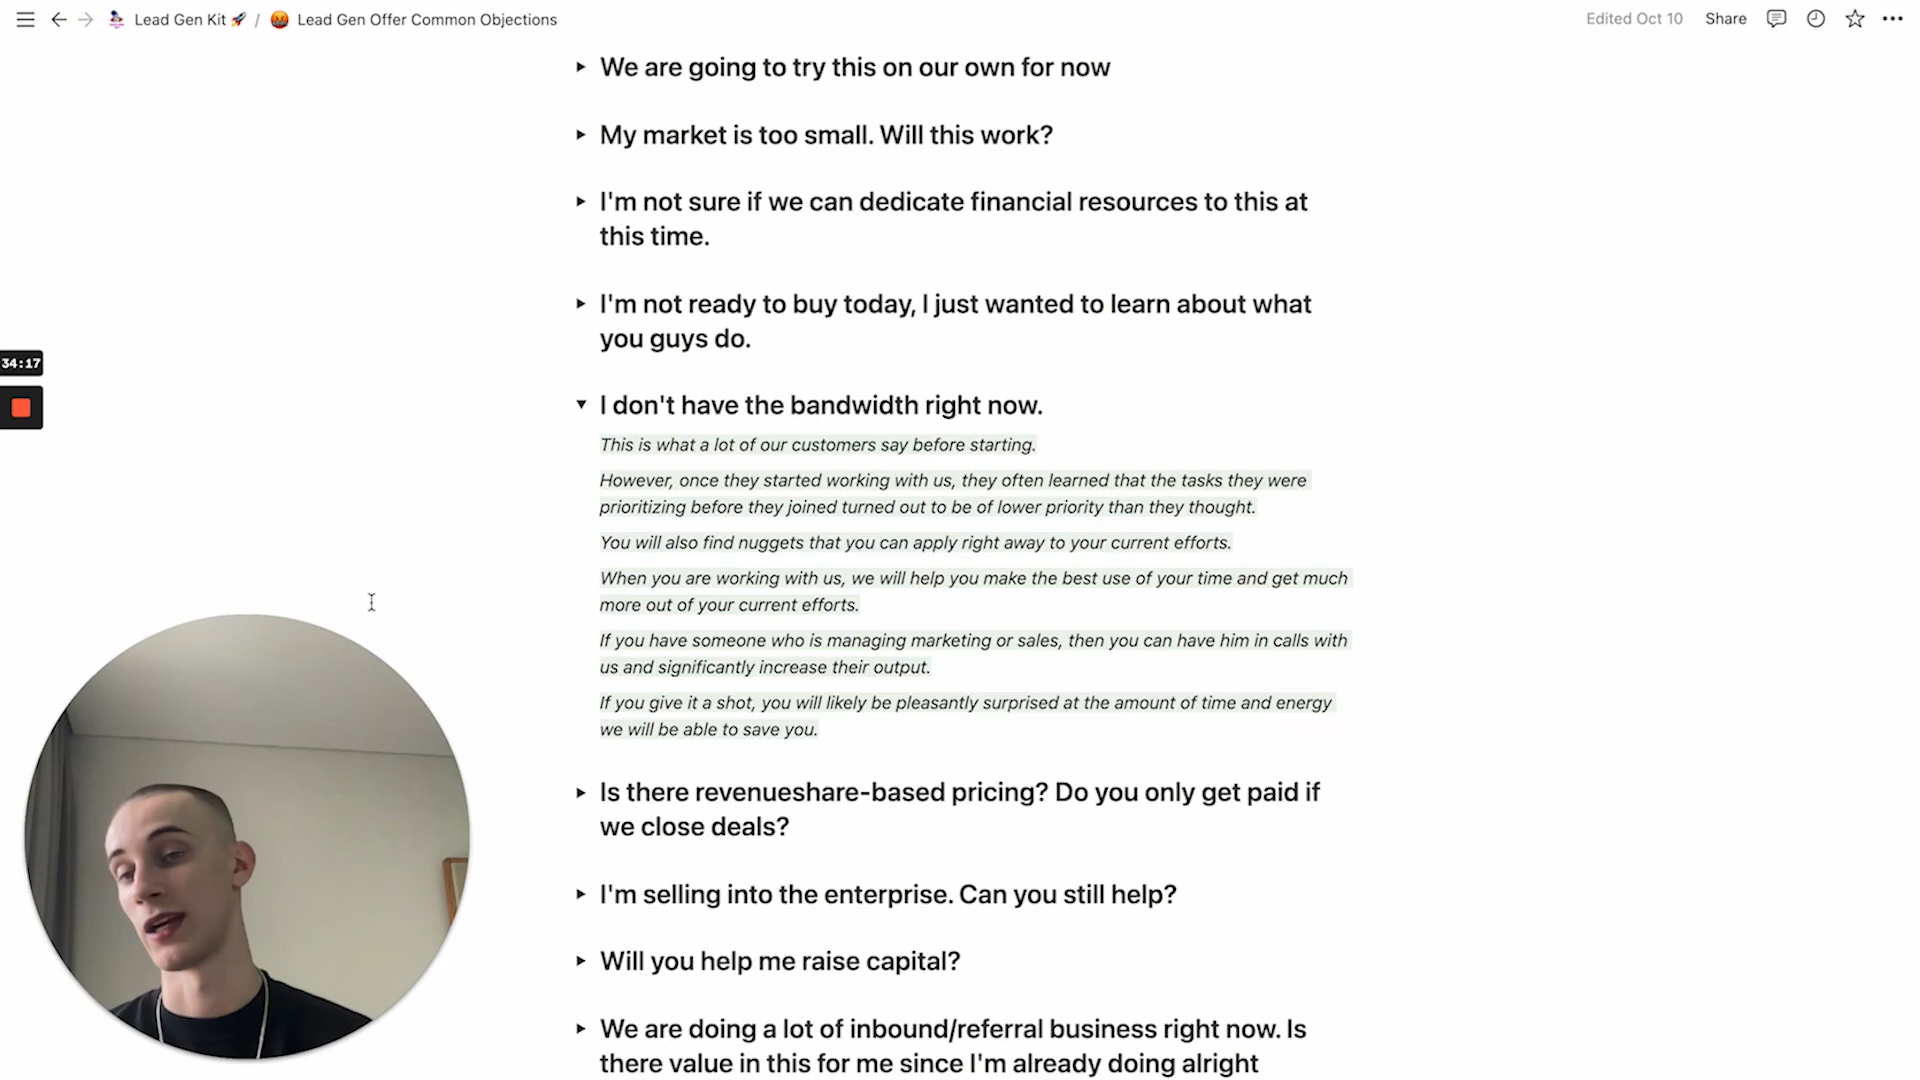 Lead Gen Kit 🚀 / 🤬 Lead Gen Offer Common Objections
Edited Oct 10 Share
We are going to try this on our own for now
My market is too small. Will this work?
I'm not sure if we can dedicate financial resources to this at
this time.
I'm not ready to buy today, I just wanted to learn about what
you guys do.
34:17
I don't have the bandwidth right now.
This is what a lot of our customers say before starting.
However, once they started working with us, they often learned that the tasks they were
prioritizing before they joined turned out to be of lower priority than they thought.
You will also find nuggets that you can apply right away to your current efforts.
When you are working with us, we will help you make the best use of your time and get much
more out of your current efforts.
If you have someone who is managing marketing or sales, then you can have him in calls with
us and significantly increase their output.
If you give it a shot, you will likely be pleasantly surprised at the amount of time and energy
we will be able to save you.
Is there revenueshare-based pricing? Do you only get paid if
we close deals?
I'm selling into the enterprise. Can you still help?
Will you help me raise capital?
We are doing a lot of inbound/referral business right now. Is
there value in this for me since I'm already doing alright